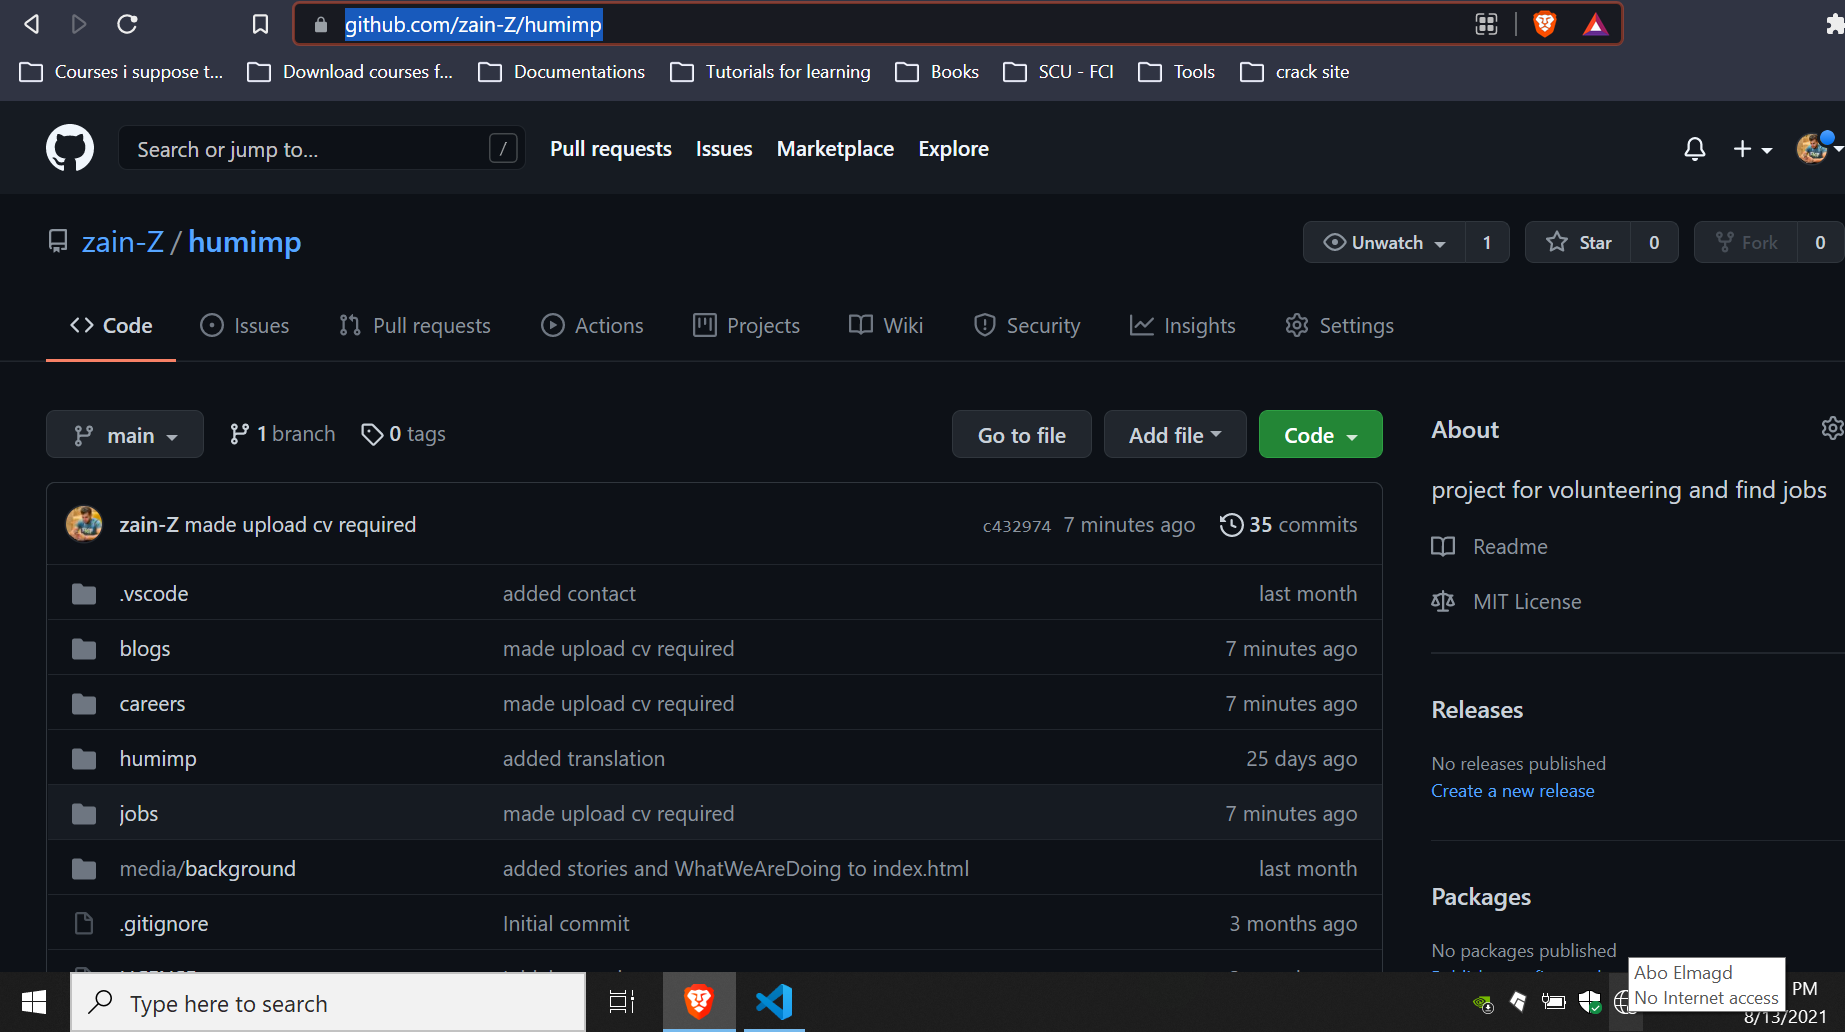 github.com/zain-Z/humimp
Courses i suppose t... Download courses f... Documentations Tutorials for learning Books SCU - FCI Tools crack site
Search or jump to... / Pull requests Issues Marketplace Explore
zain-Z / humimp Unwatch 1 Star 0 Fork 0
Code Issues Pull requests Actions Projects Wiki Security Insights Settings
main 1 branch 0 tags Go to file Add file Code
zain-Z made upload cv required c432974 7 minutes ago 35 commits
.vscode added contact last month
blogs made upload cv required 7 minutes ago
careers made upload cv required 7 minutes ago
humimp added translation 25 days ago
jobs made upload cv required 7 minutes ago
media/background added stories and WhatWeAreDoing to index.html last month
.gitignore Initial commit 3 months ago
About
project for volunteering and find jobs
Readme
MIT License
Releases
No releases published
Create a new release
Packages
No packages published
Abo Elmagd
No Internet access
Type here to search
PM
8/13/2021